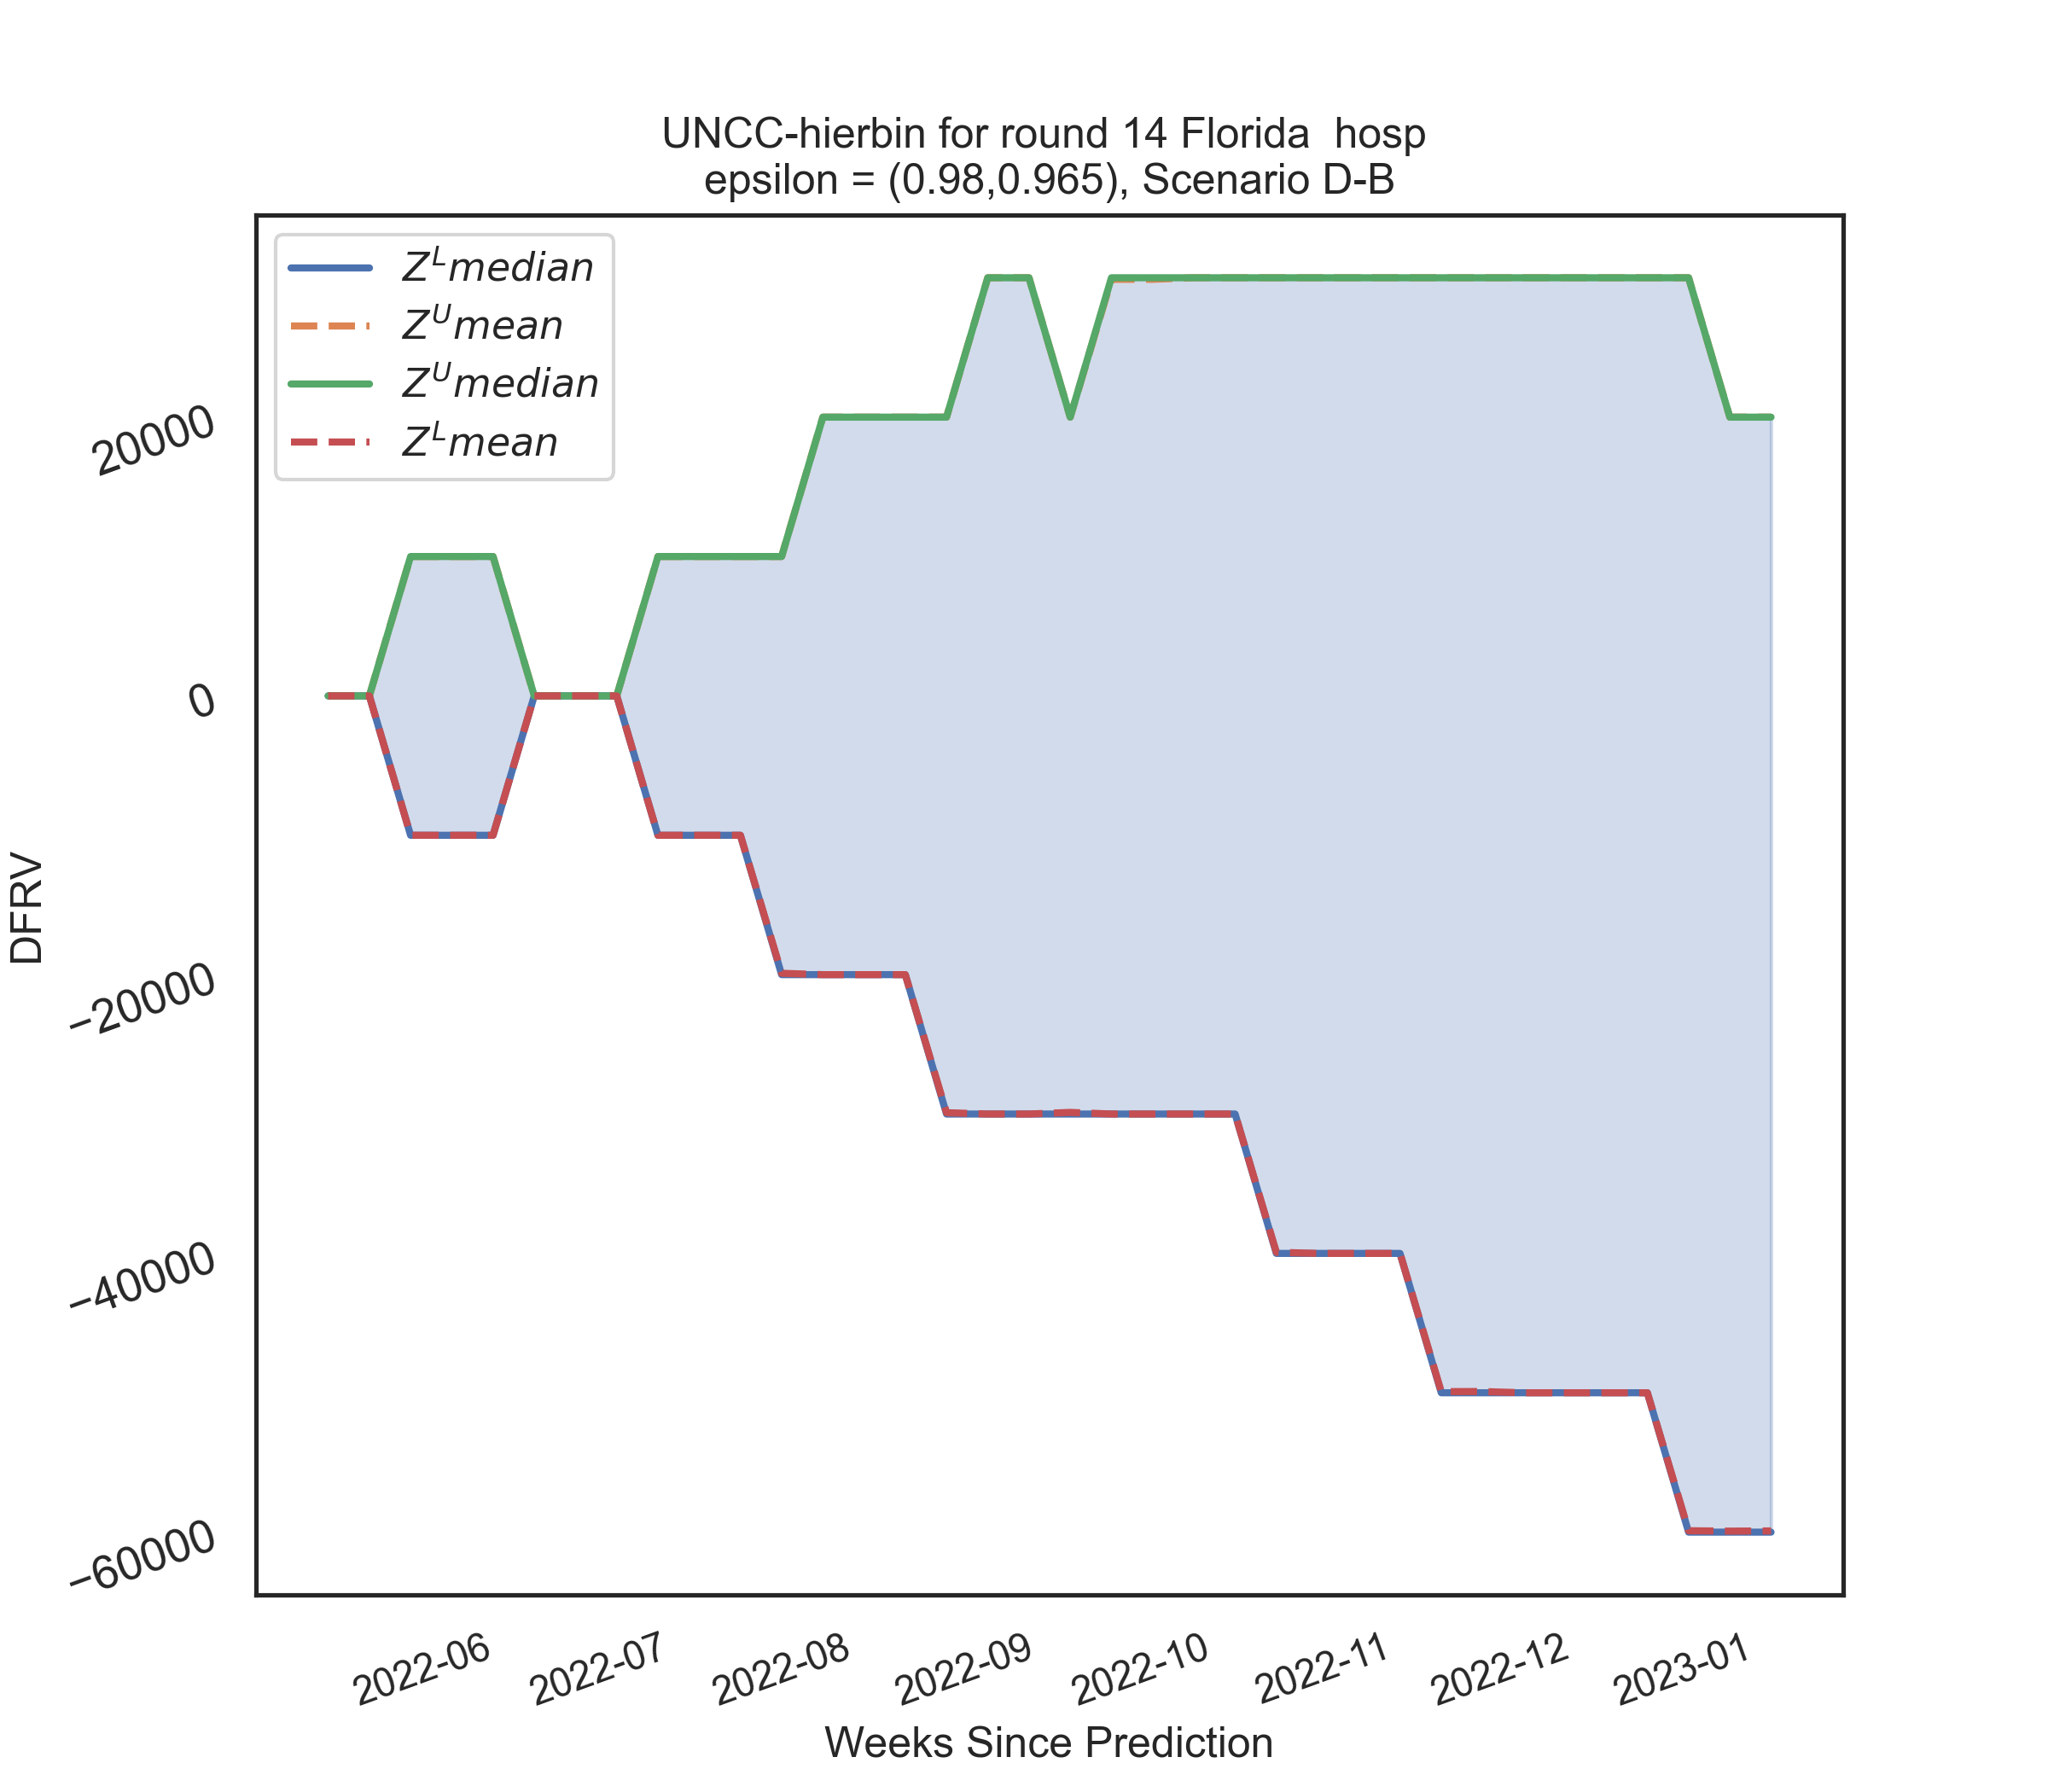 UNCC-hierbin for round 14 Florida  hosp
epsilon = (0.98,0.965), Scenario D-B
Z^L median
Z^U mean
Z^U median
Z^L mean
20000
0
−20000
−40000
−60000
DFRV
2022-06
2022-07
2022-08
2022-09
2022-10
2022-11
2022-12
2023-01
Weeks Since Prediction